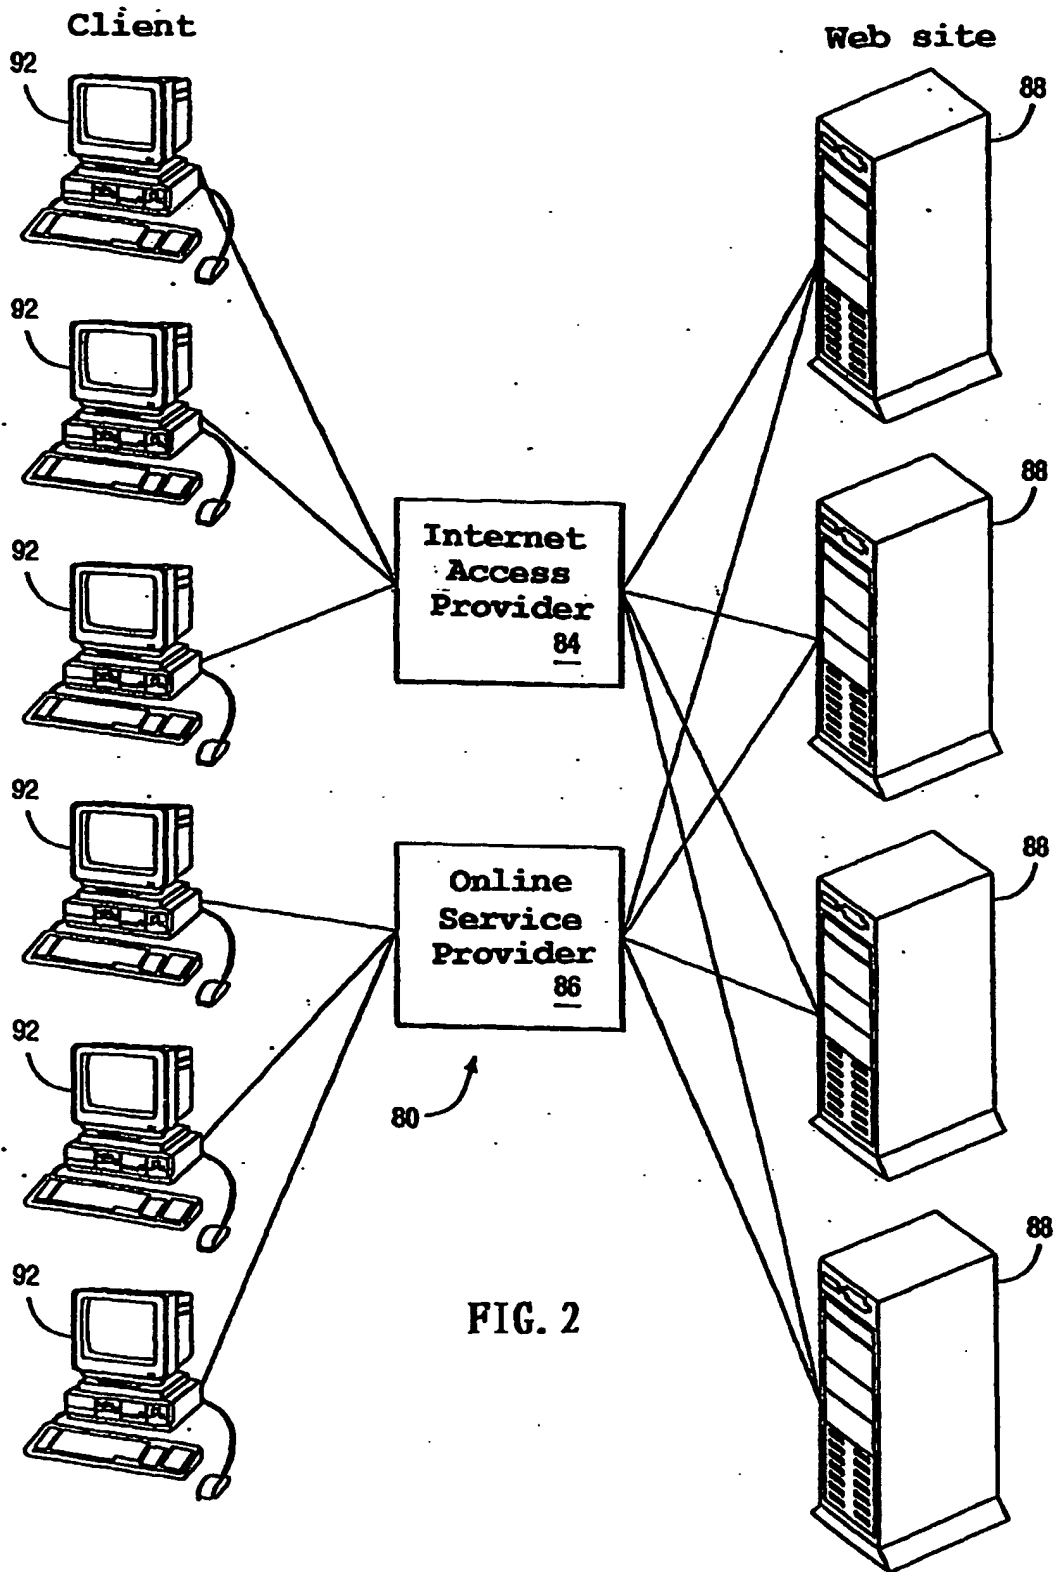 Client
Web site
92
88
92
88
Internet
Access
Provider
84
92
92
88
Online
Service
Provider
86
80
92
88
92
FIG. 2